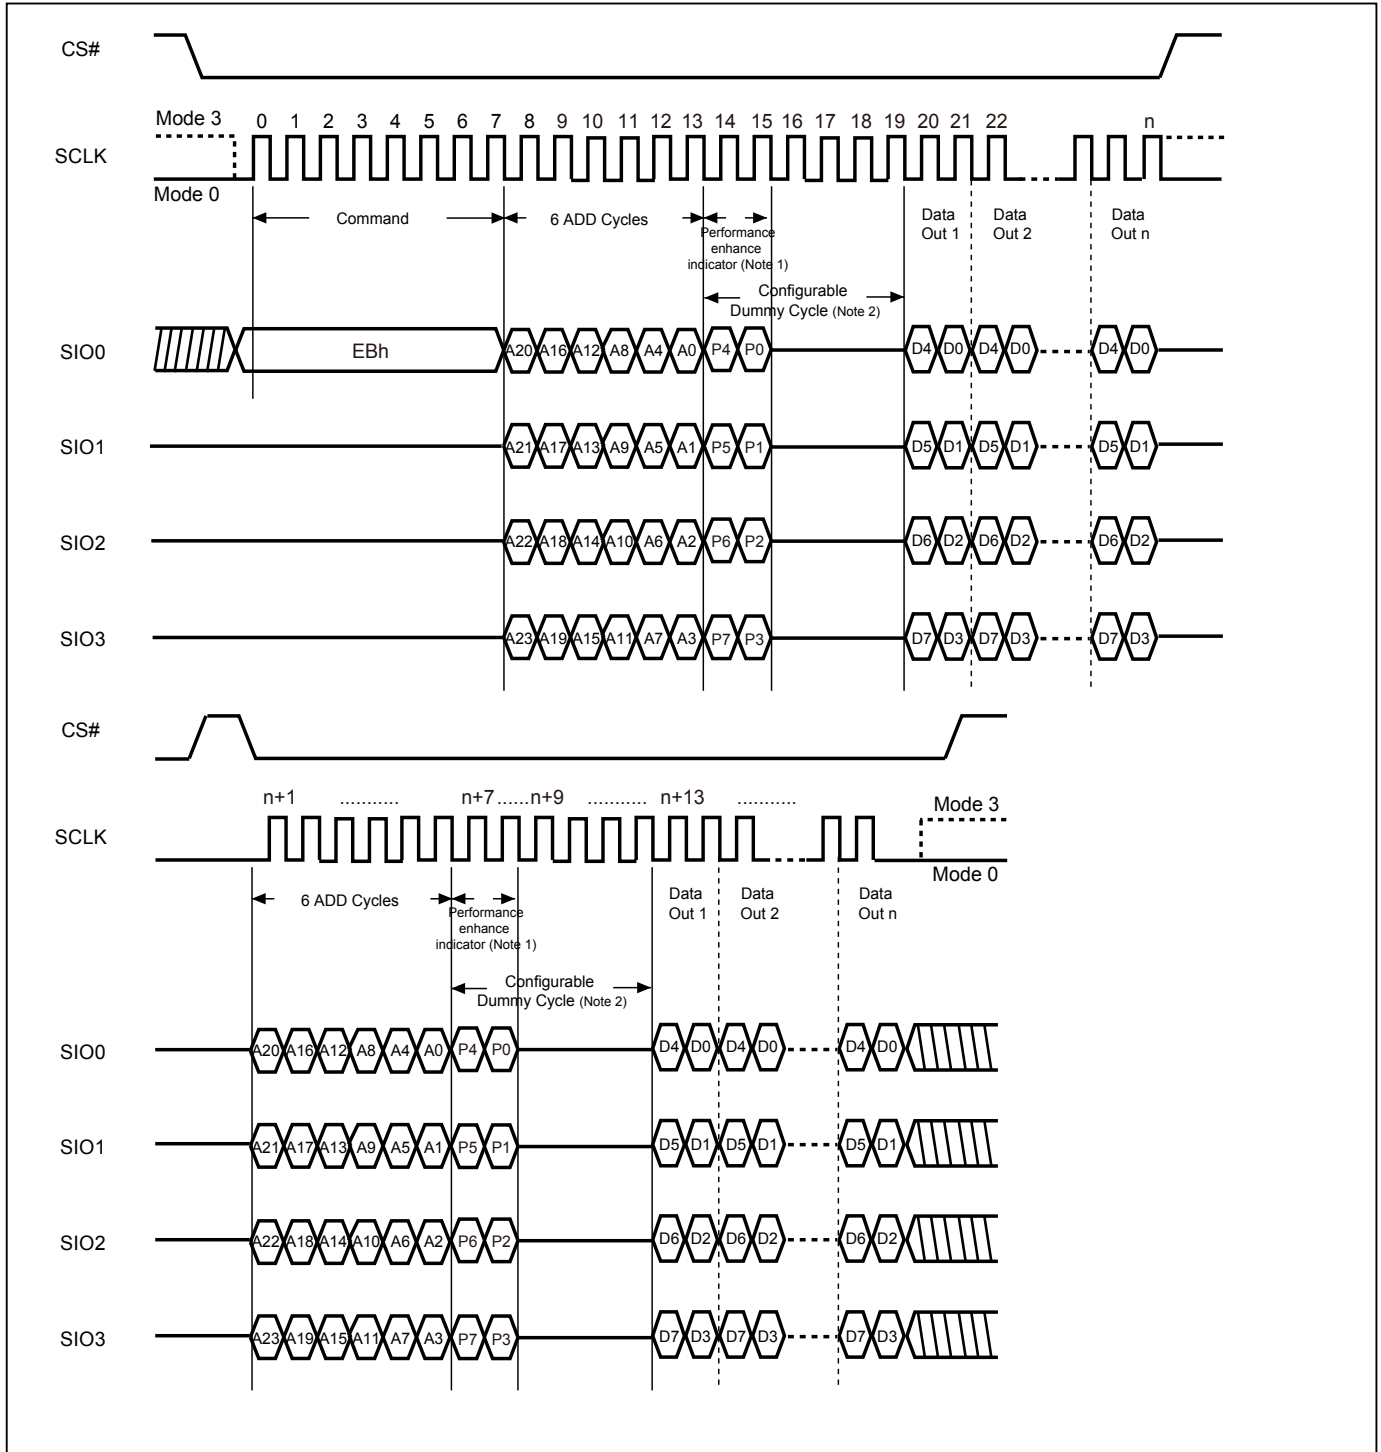 CS#
Mode 3
0 1 2 3 4 5 6 7 8 9 10 11 12 13 14 15 16 17 18 19 20 21 22 n
SCLK
Mode 0
Command
6 ADD Cycles
Performance
enhance
indicator (Note 1)
Data
Out 1
Data
Out 2
Data
Out n
Configurable
Dummy Cycle (Note 2)
SIO0 EBh A20 A16 A12 A8 A4 A0 P4 P0 D4 D0 D4 D0 D4 D0
SIO1 A21 A17 A13 A9 A5 A1 P5 P1 D5 D1 D5 D1 D5 D1
SIO2 A22 A18 A14 A10 A6 A2 P6 P2 D6 D2 D6 D2 D6 D2
SIO3 A23 A19 A15 A11 A7 A3 P7 P3 D7 D3 D7 D3 D7 D3
CS#
n+1 ........... n+7 ......n+9 ........... n+13 ...........
Mode 3
SCLK
Mode 0
6 ADD Cycles
Performance
enhance
indicator (Note 1)
Data
Out 1
Data
Out 2
Data
Out n
Configurable
Dummy Cycle (Note 2)
SIO0 A20 A16 A12 A8 A4 A0 P4 P0 D4 D0 D4 D0 D4 D0
SIO1 A21 A17 A13 A9 A5 A1 P5 P1 D5 D1 D5 D1 D5 D1
SIO2 A22 A18 A14 A10 A6 A2 P6 P2 D6 D2 D6 D2 D6 D2
SIO3 A23 A19 A15 A11 A7 A3 P7 P3 D7 D3 D7 D3 D7 D3